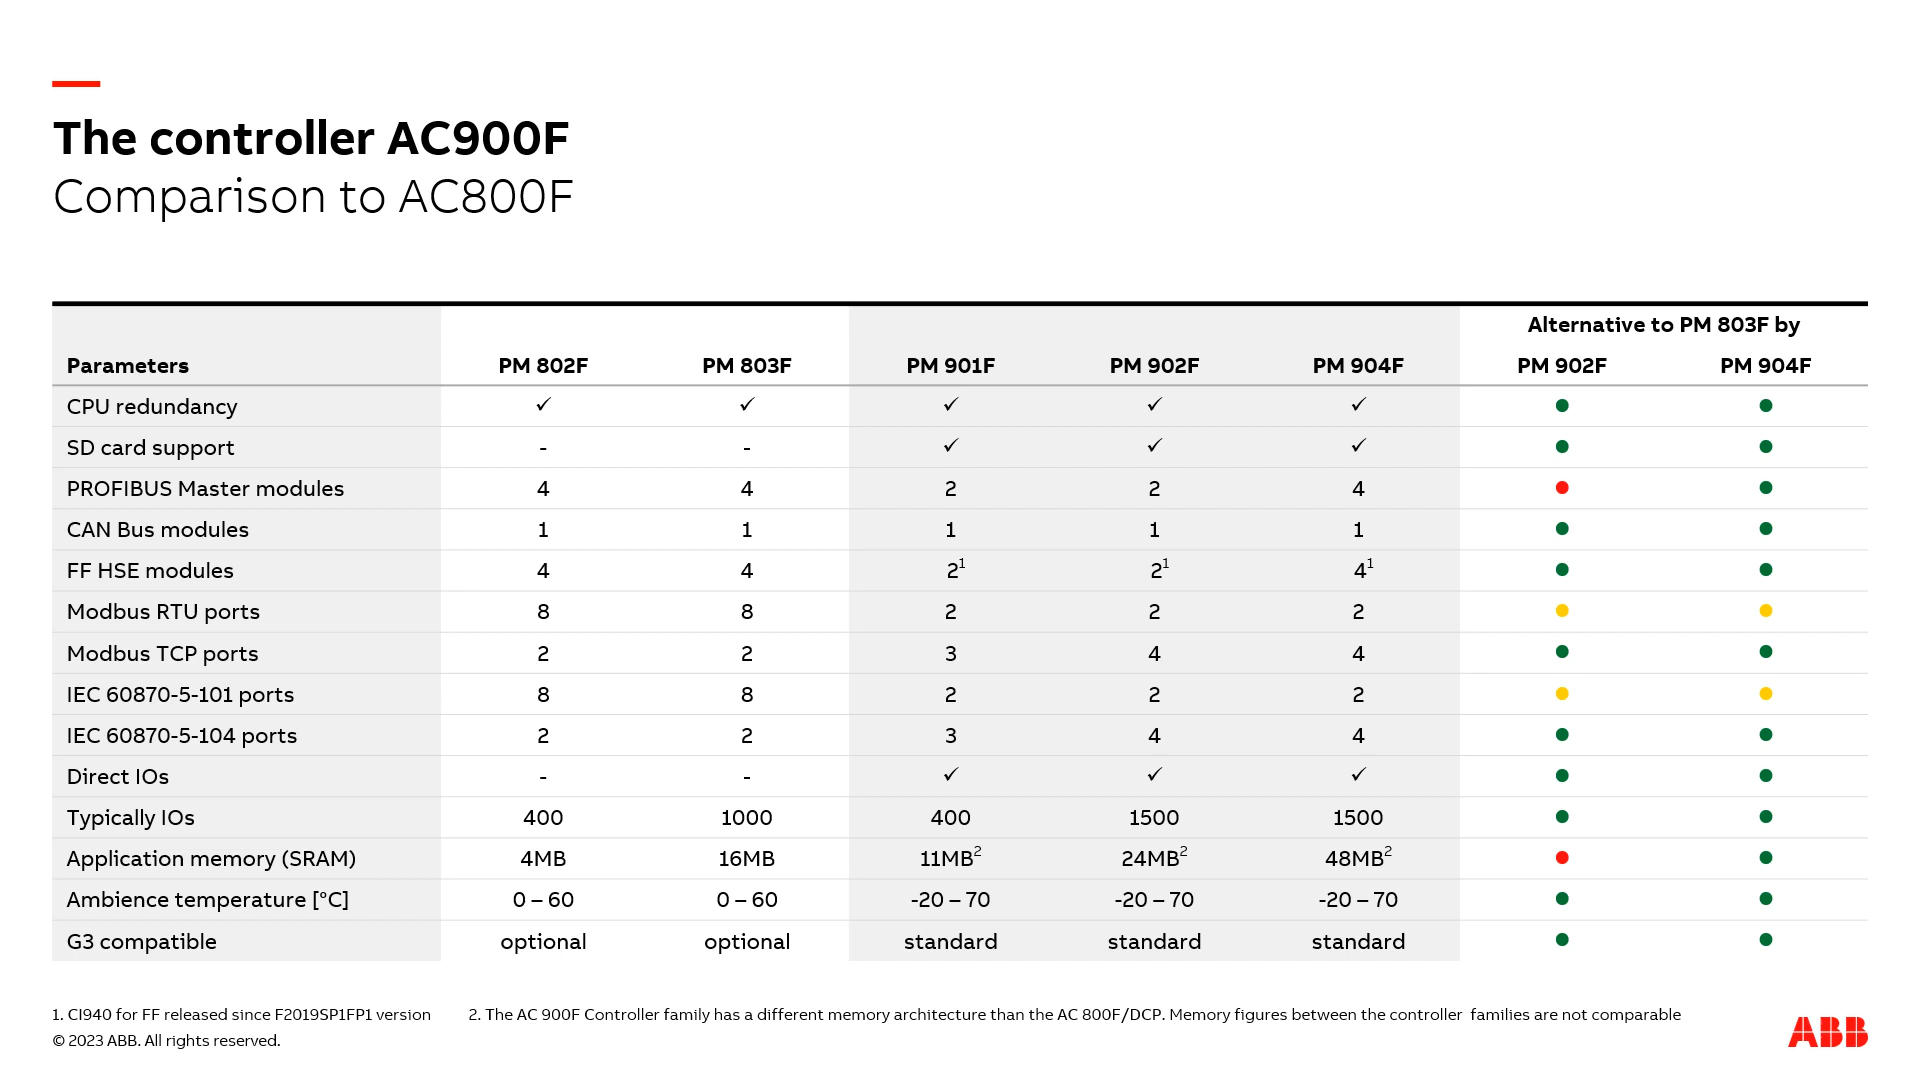 The controller AC900F
Comparison to AC800F
Alternative to PM 803F by
Parameters PM 802F PM 803F PM 901F PM 902F PM 904F PM 902F PM 904F
CPU redundancy ✓ ✓ ✓ ✓ ✓ ● ●
SD card support - - ✓ ✓ ✓ ● ●
PROFIBUS Master modules 4 4 2 2 4 ● ●
CAN Bus modules 1 1 1 1 1 ● ●
FF HSE modules 4 4 2¹ 2¹ 4¹ ● ●
Modbus RTU ports 8 8 2 2 2 ● ●
Modbus TCP ports 2 2 3 4 4 ● ●
IEC 60870-5-101 ports 8 8 2 2 2 ● ●
IEC 60870-5-104 ports 2 2 3 4 4 ● ●
Direct IOs - - ✓ ✓ ✓ ● ●
Typically IOs 400 1000 400 1500 1500 ● ●
Application memory (SRAM) 4MB 16MB 11MB² 24MB² 48MB² ● ●
Ambience temperature [°C] 0 – 60 0 – 60 -20 – 70 -20 – 70 -20 – 70 ● ●
G3 compatible optional optional standard standard standard ● ●
1. CI940 for FF released since F2019SP1FP1 version 2. The AC 900F Controller family has a different memory architecture than the AC 800F/DCP. Memory figures between the controller families are not comparable
© 2023 ABB. All rights reserved.
ABB